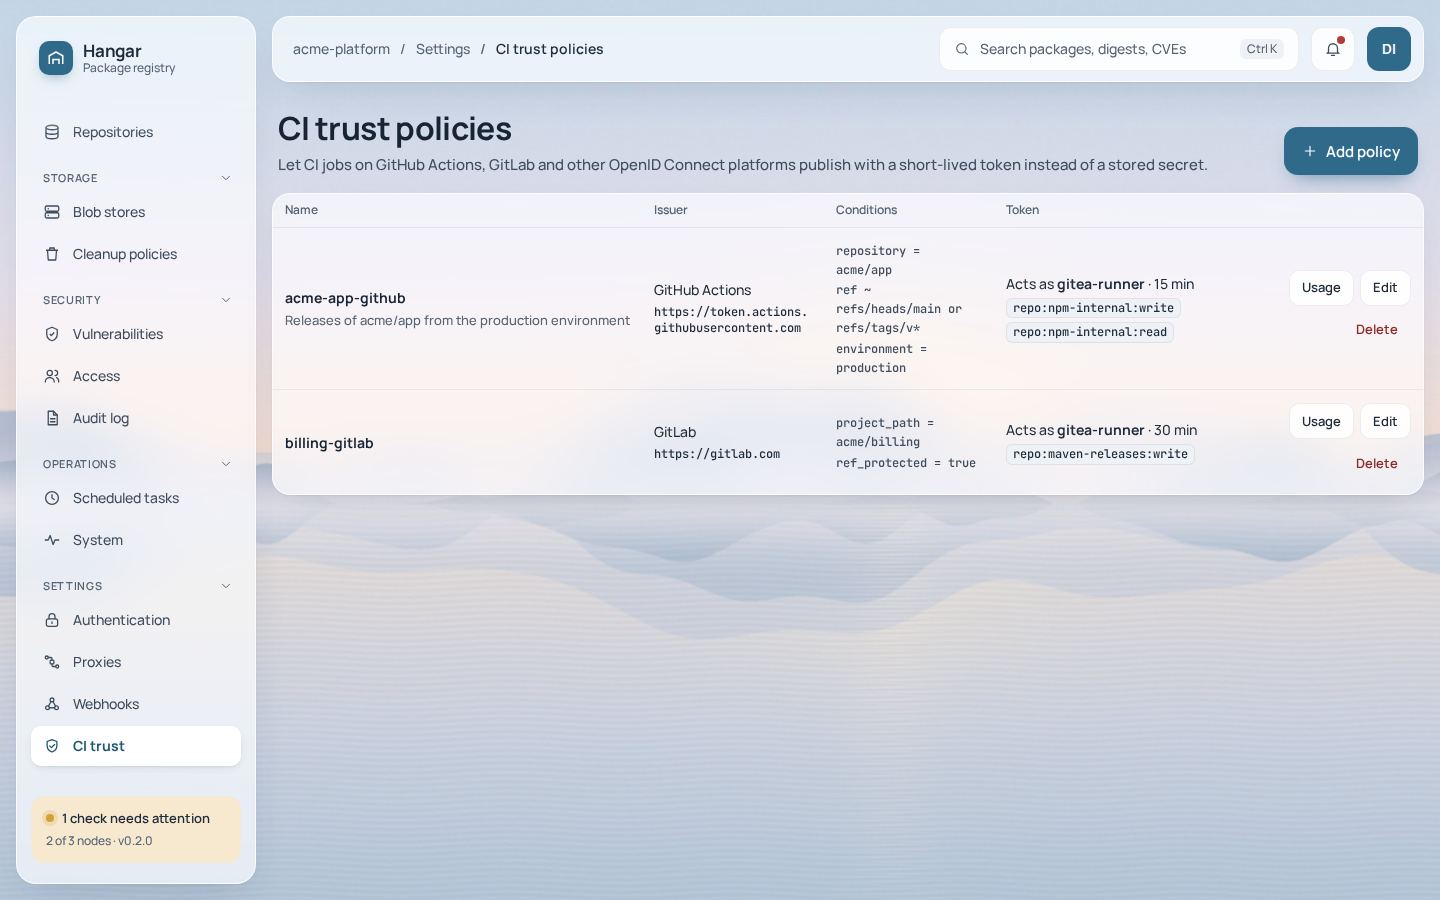 Hangar
Package registry
Repositories
STORAGE
Blob stores
Cleanup policies
SECURITY
Vulnerabilities
Access
Audit log
OPERATIONS
Scheduled tasks
System
SETTINGS
Authentication
Proxies
Webhooks
CI trust
1 check needs attention
2 of 3 nodes · v0.2.0
acme-platform / Settings / CI trust policies
Search packages, digests, CVEs
Ctrl K
DI
CI trust policies
Let CI jobs on GitHub Actions, GitLab and other OpenID Connect platforms publish with a short-lived token instead of a stored secret.
Add policy
Name Issuer Conditions Token
acme-app-github
Releases of acme/app from the production environment
GitHub Actions
https://token.actions.
githubusercontent.com
repository =
acme/app
ref ~
refs/heads/main or
refs/tags/v*
environment =
production
Acts as gitea-runner · 15 min
repo:npm-internal:write
repo:npm-internal:read
Usage Edit
Delete
billing-gitlab
GitLab
https://gitlab.com
project_path =
acme/billing
ref_protected = true
Acts as gitea-runner · 30 min
repo:maven-releases:write
Usage Edit
Delete